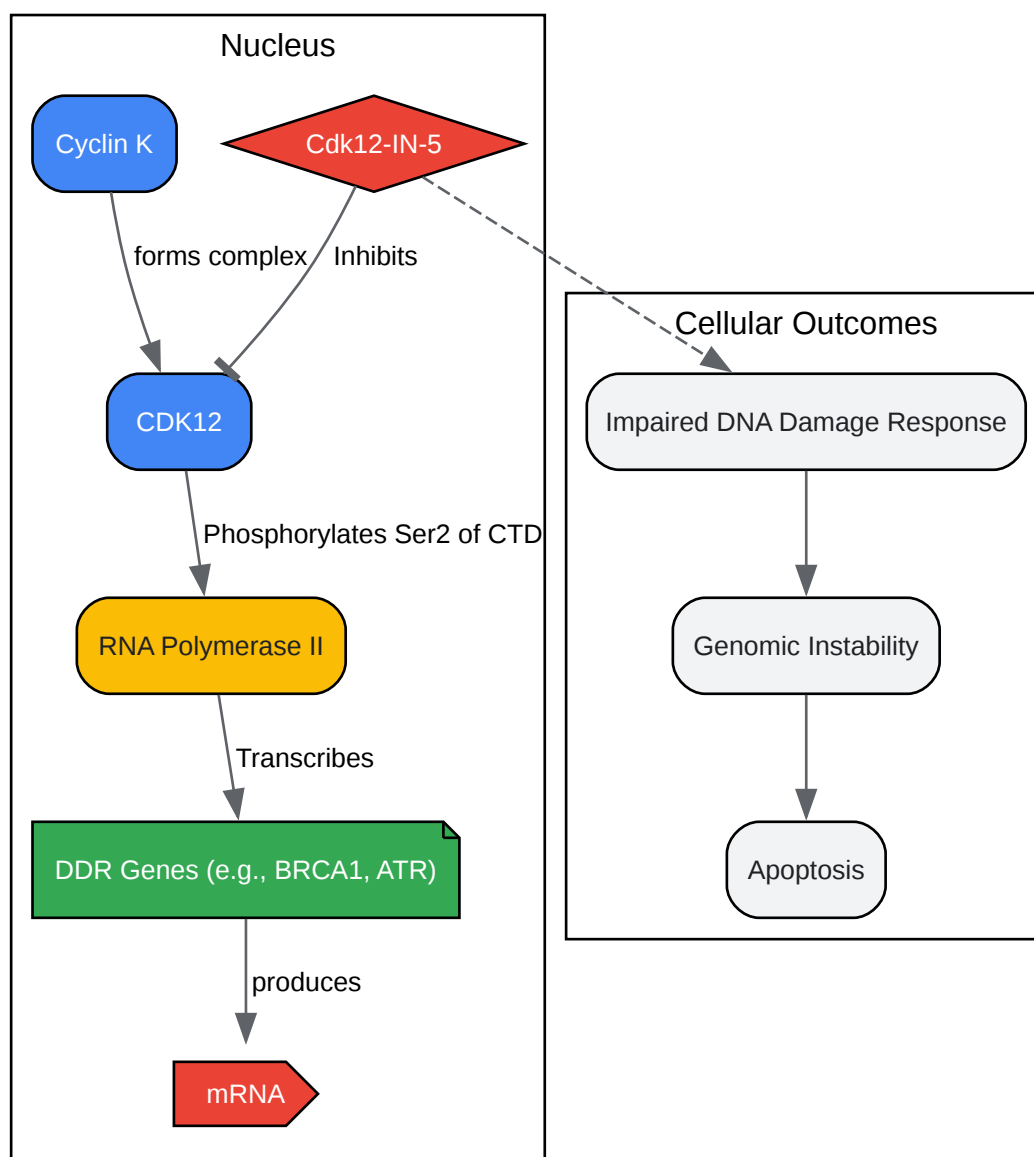 Nucleus
Cyclin K
Cdk12-IN-5
forms complex
Inhibits
CDK12
Phosphorylates Ser2 of CTD
RNA Polymerase II
Transcribes
DDR Genes (e.g., BRCA1, ATR)
produces
mRNA
Cellular Outcomes
Impaired DNA Damage Response
Genomic Instability
Apoptosis